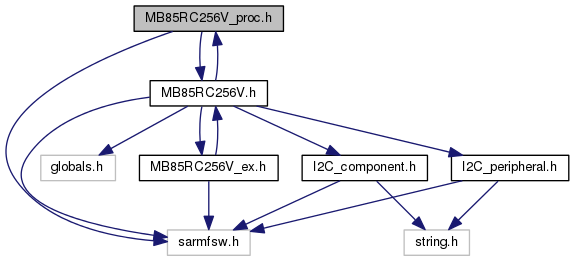 MB85RC256V_proc.h
MB85RC256V.h
globals.h
MB85RC256V_ex.h
I2C_component.h
I2C_peripheral.h
sarmfsw.h
string.h